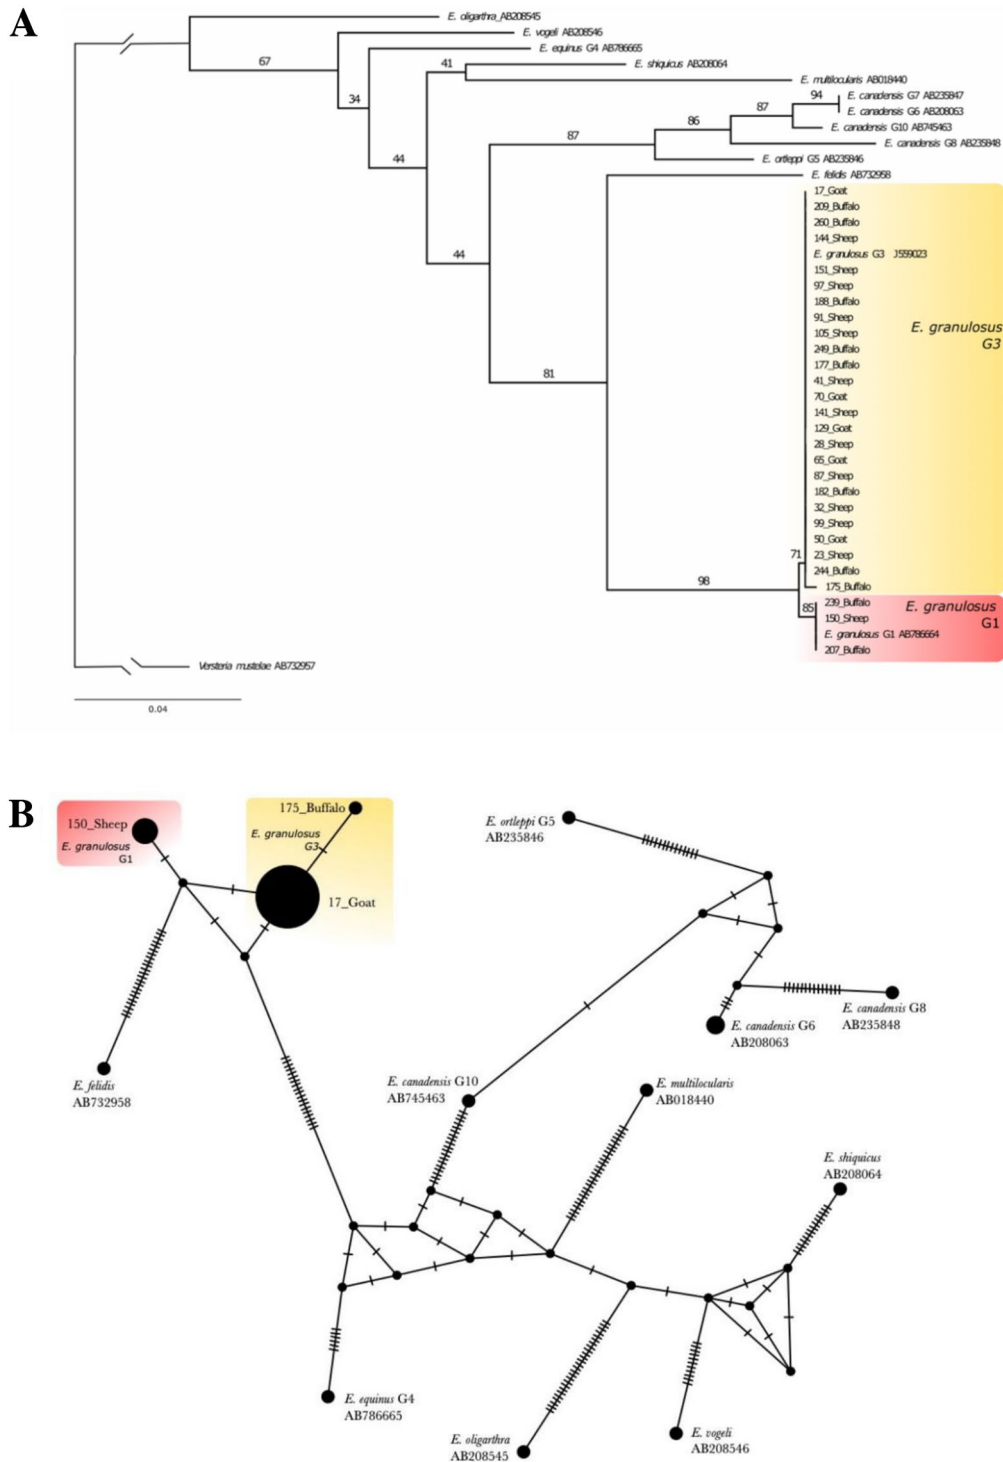 A
E. oligarthra_AB208545
E. vogeli AB208546
67
E. equinus G4 AB786665
41
E. shiquicus AB208064
34
E. multilocularis AB018440
94
E. canadensis G7 AB235847
E. canadensis G6 AB208063
87
86
E. canadensis G10 AB745463
87
E. canadensis G8 AB235848
44
E. ortleppi G5 AB235846
E. felidis AB732958
17_Goat
209_Buffalo
260_Buffalo
144_Sheep
44
E. granulosus G3 J559023
151_Sheep
97_Sheep
188_Buffalo
91_Sheep
105_Sheep
E. granulosus
G3
249_Buffalo
177_Buffalo
81
41_Sheep
70_Goat
141_Sheep
129_Goat
28_Sheep
65_Goat
87_Sheep
182_Buffalo
32_Sheep
99_Sheep
50_Goat
71
23_Sheep
244_Buffalo
98
175_Buffalo
85
239_Buffalo
E. granulosus
G1
150_Sheep
E. granulosus G1 AB786664
207_Buffalo
Versteria mustelae AB732957
0.04
B
150_Sheep
E. granulosus
G1
175_Buffalo
E. granulosus
G3
17_Goat
E. ortleppi G5
AB235846
E. canadensis G8
AB235848
E. canadensis G6
AB208063
E. felidis
AB732958
E. canadensis G10
AB745463
E. multilocularis
AB018440
E. shiquicus
AB208064
E. equinus G4
AB786665
E. oligarthra
AB208545
E. vogeli
AB208546